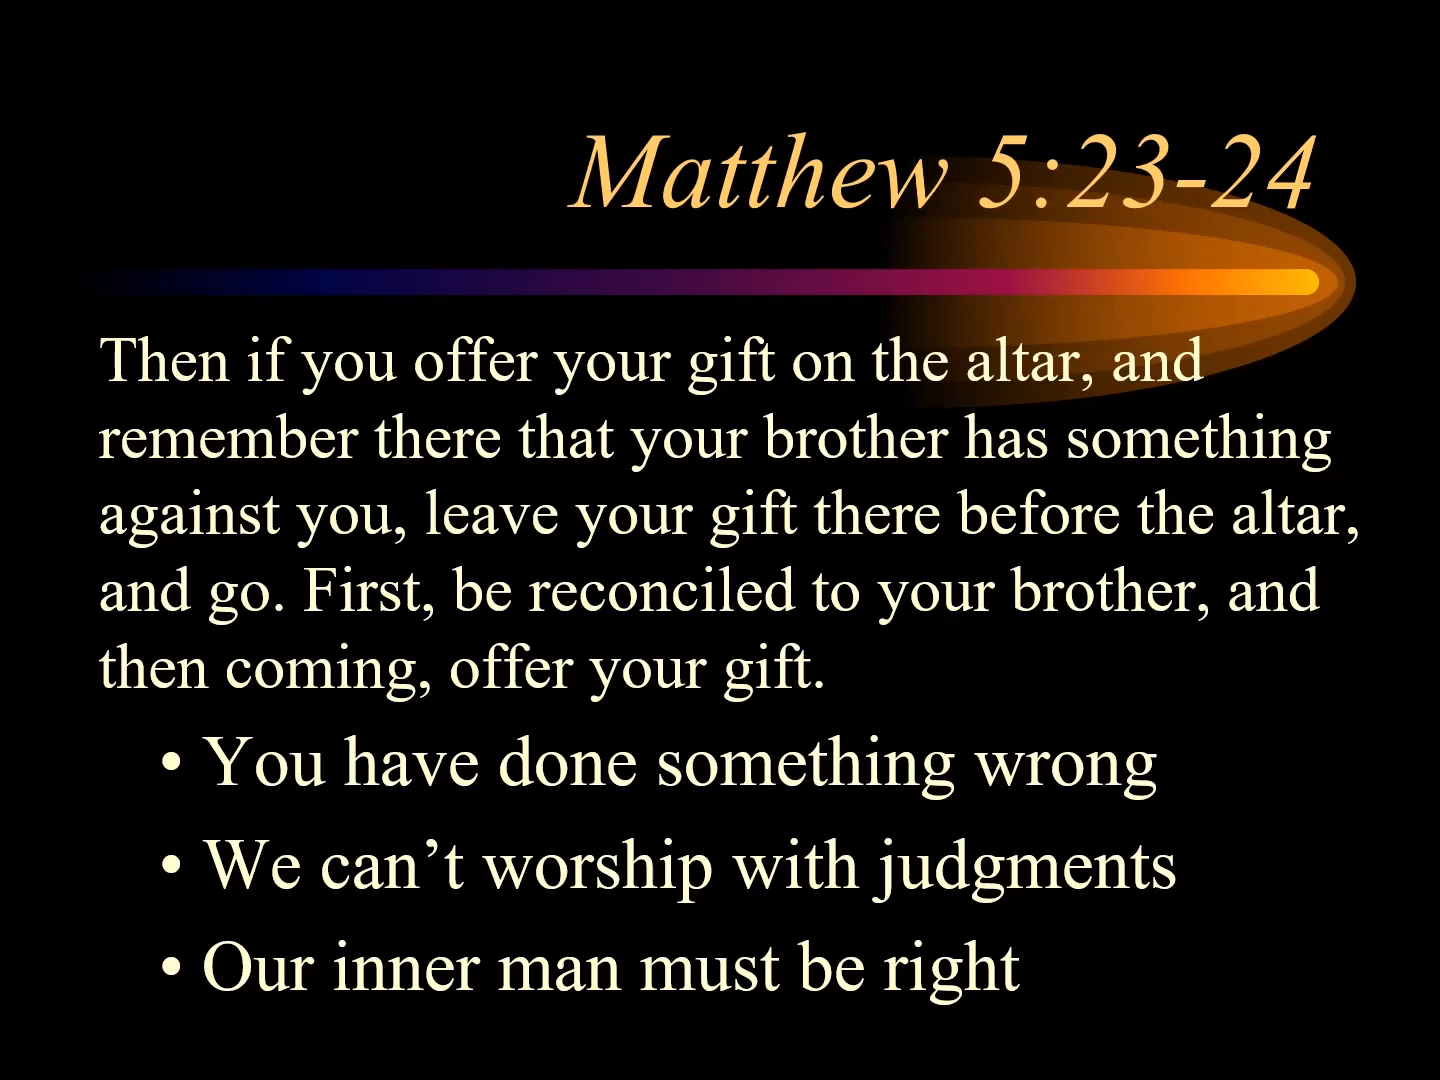 Matthew 5:23-24
Then if you offer your gift on the altar, and
remember there that your brother has something
against you, leave your gift there before the altar,
and go. First, be reconciled to your brother, and
then coming, offer your gift.
• You have done something wrong
• We can’t worship with judgments
• Our inner man must be right